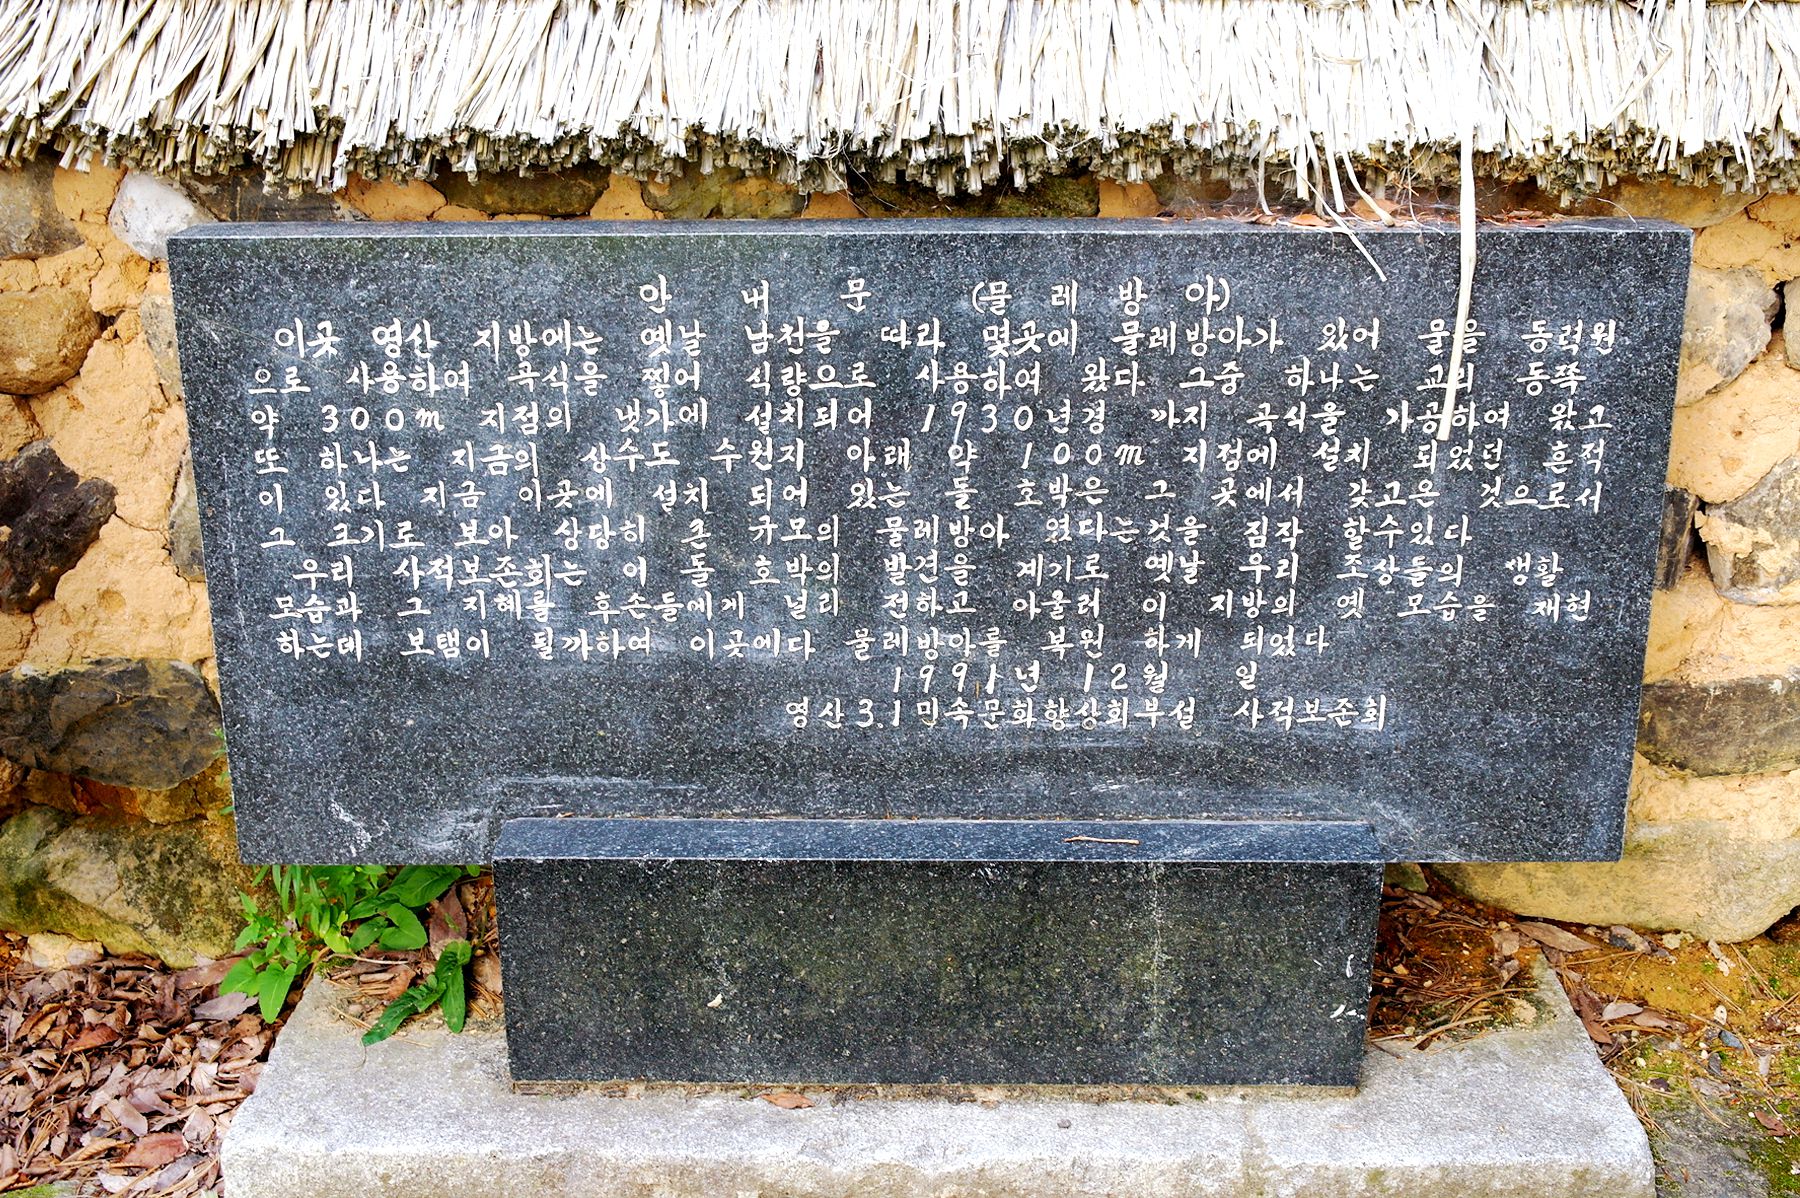 안 내 문 (물 레 방 아)
이곳 영산 지방에는 옛날 남천을 따라 몇곳에 물레방아가 있어 물을 동력원
으로 사용하여 곡식을 찧어 식량으로 사용하여 왔다 그중 하나는 교리 동쪽
약 300m 지점의 냇가에 설치되어 1930년경 까지 곡식을 가공하여 왔고
또 하나는 지금의 상수도 수원지 아래 약 100m 지점에 설치 되었던 흔적
이 있다 지금 이곳에 설치 되어 있는 돌 호박은 그 곳에서 갖고온 것으로서
그 크기로 보아 상당히 큰 규모의 물레방아 였다는것을 짐작 할수있다
우리 사적보존회는 이 돌 호박의 발견을 계기로 옛날 우리 조상들의 생활
모습과 그 지혜를 후손들에게 널리 전하고 아울러 이 지방의 옛 모습을 재현
하는데 보탬이 될까하여 이곳에다 물레방아를 복원 하게 되었다
1991년 12월 일
영산3.1민속문화향상회부설 사적보존회